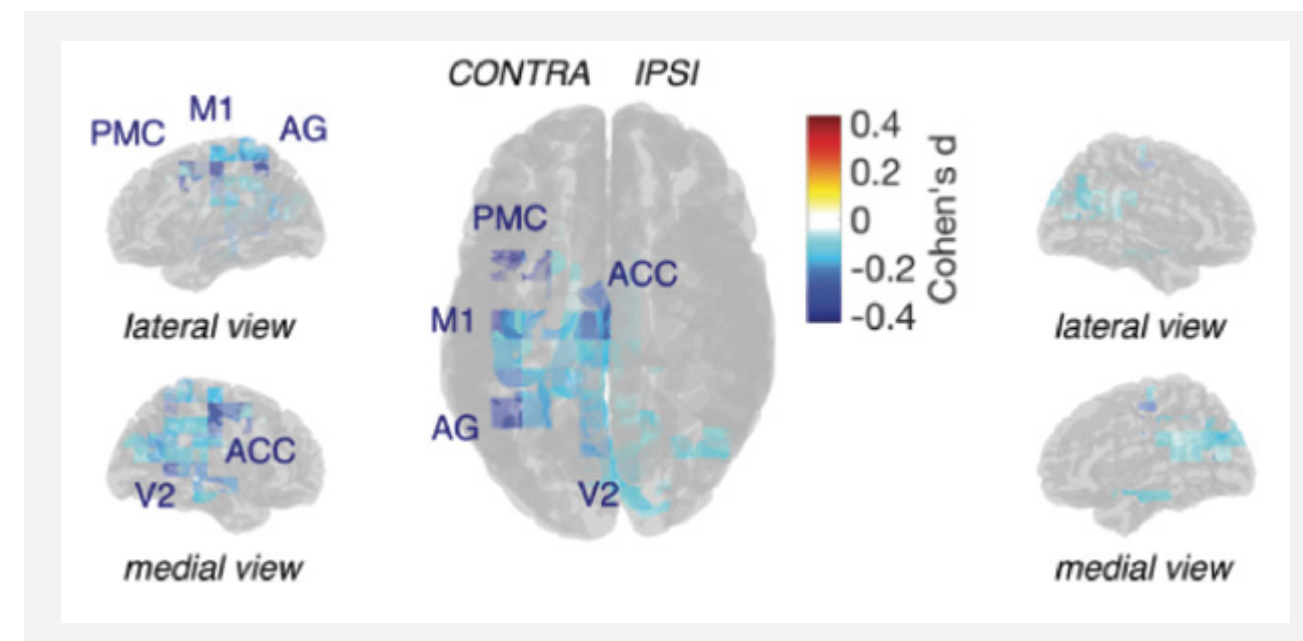 CONTRA IPSI
PMC M1 AG
lateral view
ACC
V2
medial view
PMC
ACC
M1
AG
V2
0.4
0.2
0
-0.2
-0.4
Cohen's d
lateral view
medial view